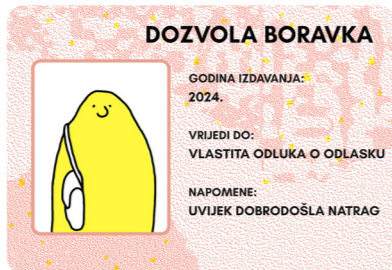 DOZVOLA BORAVKA
GODINA IZDAVANJA:
2024.
VRIJEDI DO:
VLASTITA ODLUKA O ODLASKU
NAPOMENE:
UVIJEK DOBRODOŠLA NATRAG